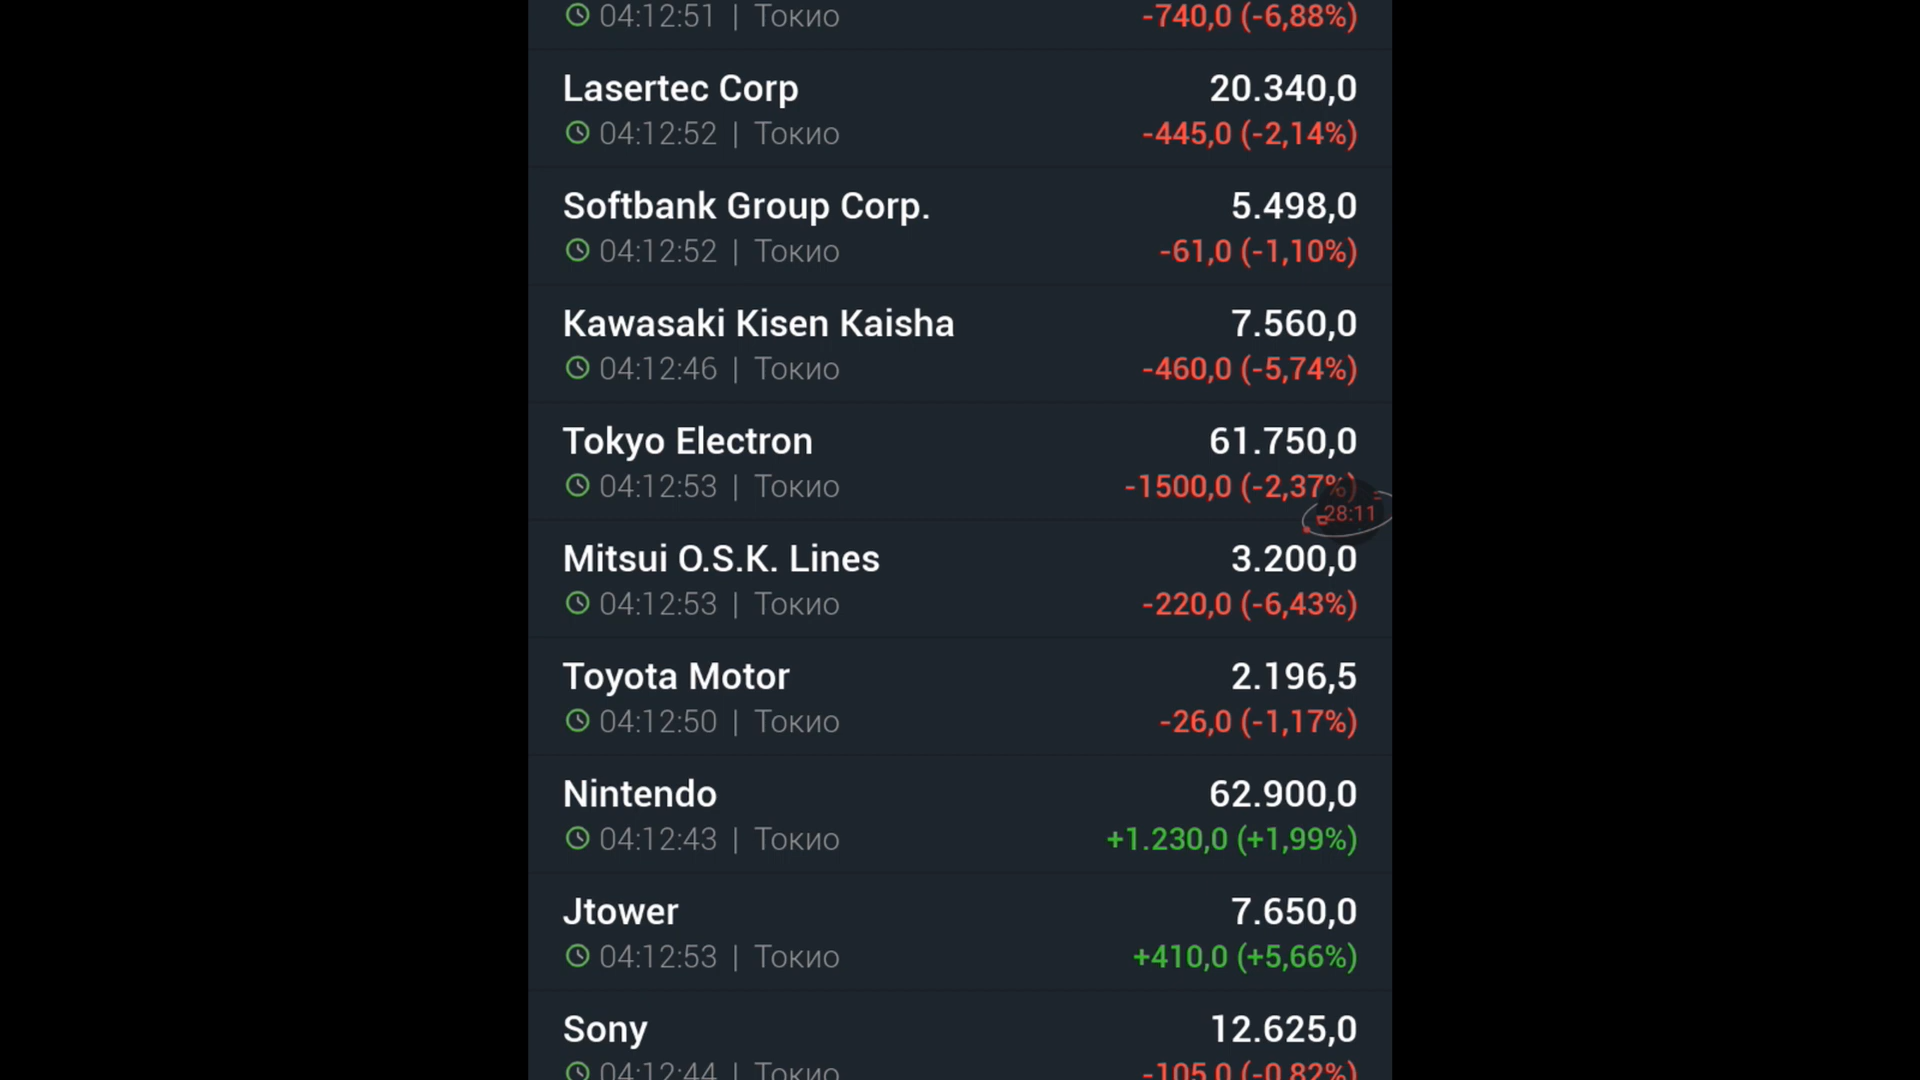 04:12:51 | Токио -740,0 (-6,88%)
Lasertec Corp 20.340,0
04:12:52 | Токио -445,0 (-2,14%)
Softbank Group Corp. 5.498,0
04:12:52 | Токио -61,0 (-1,10%)
Kawasaki Kisen Kaisha 7.560,0
04:12:46 | Токио -460,0 (-5,74%)
Tokyo Electron 61.750,0
04:12:53 | Токио -1500,0 (-2,37%)
28:11
Mitsui O.S.K. Lines 3.200,0
04:12:53 | Токио -220,0 (-6,43%)
Toyota Motor 2.196,5
04:12:50 | Токио -26,0 (-1,17%)
Nintendo 62.900,0
04:12:43 | Токио +1.230,0 (+1,99%)
Jtower 7.650,0
04:12:53 | Токио +410,0 (+5,66%)
Sony 12.625,0
04:12:44 | Токио -105,0 (-0,82%)